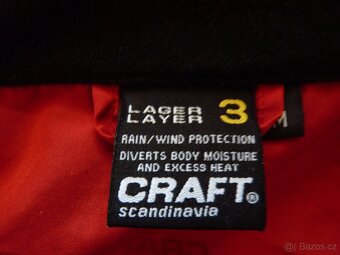 LAGER 3
LAYER
M
RAIN/WIND PROTECTION
DIVERTS BODY MOISTURE
AND EXCESS HEAT
CRAFT®
scandinavia
Bazos.cz